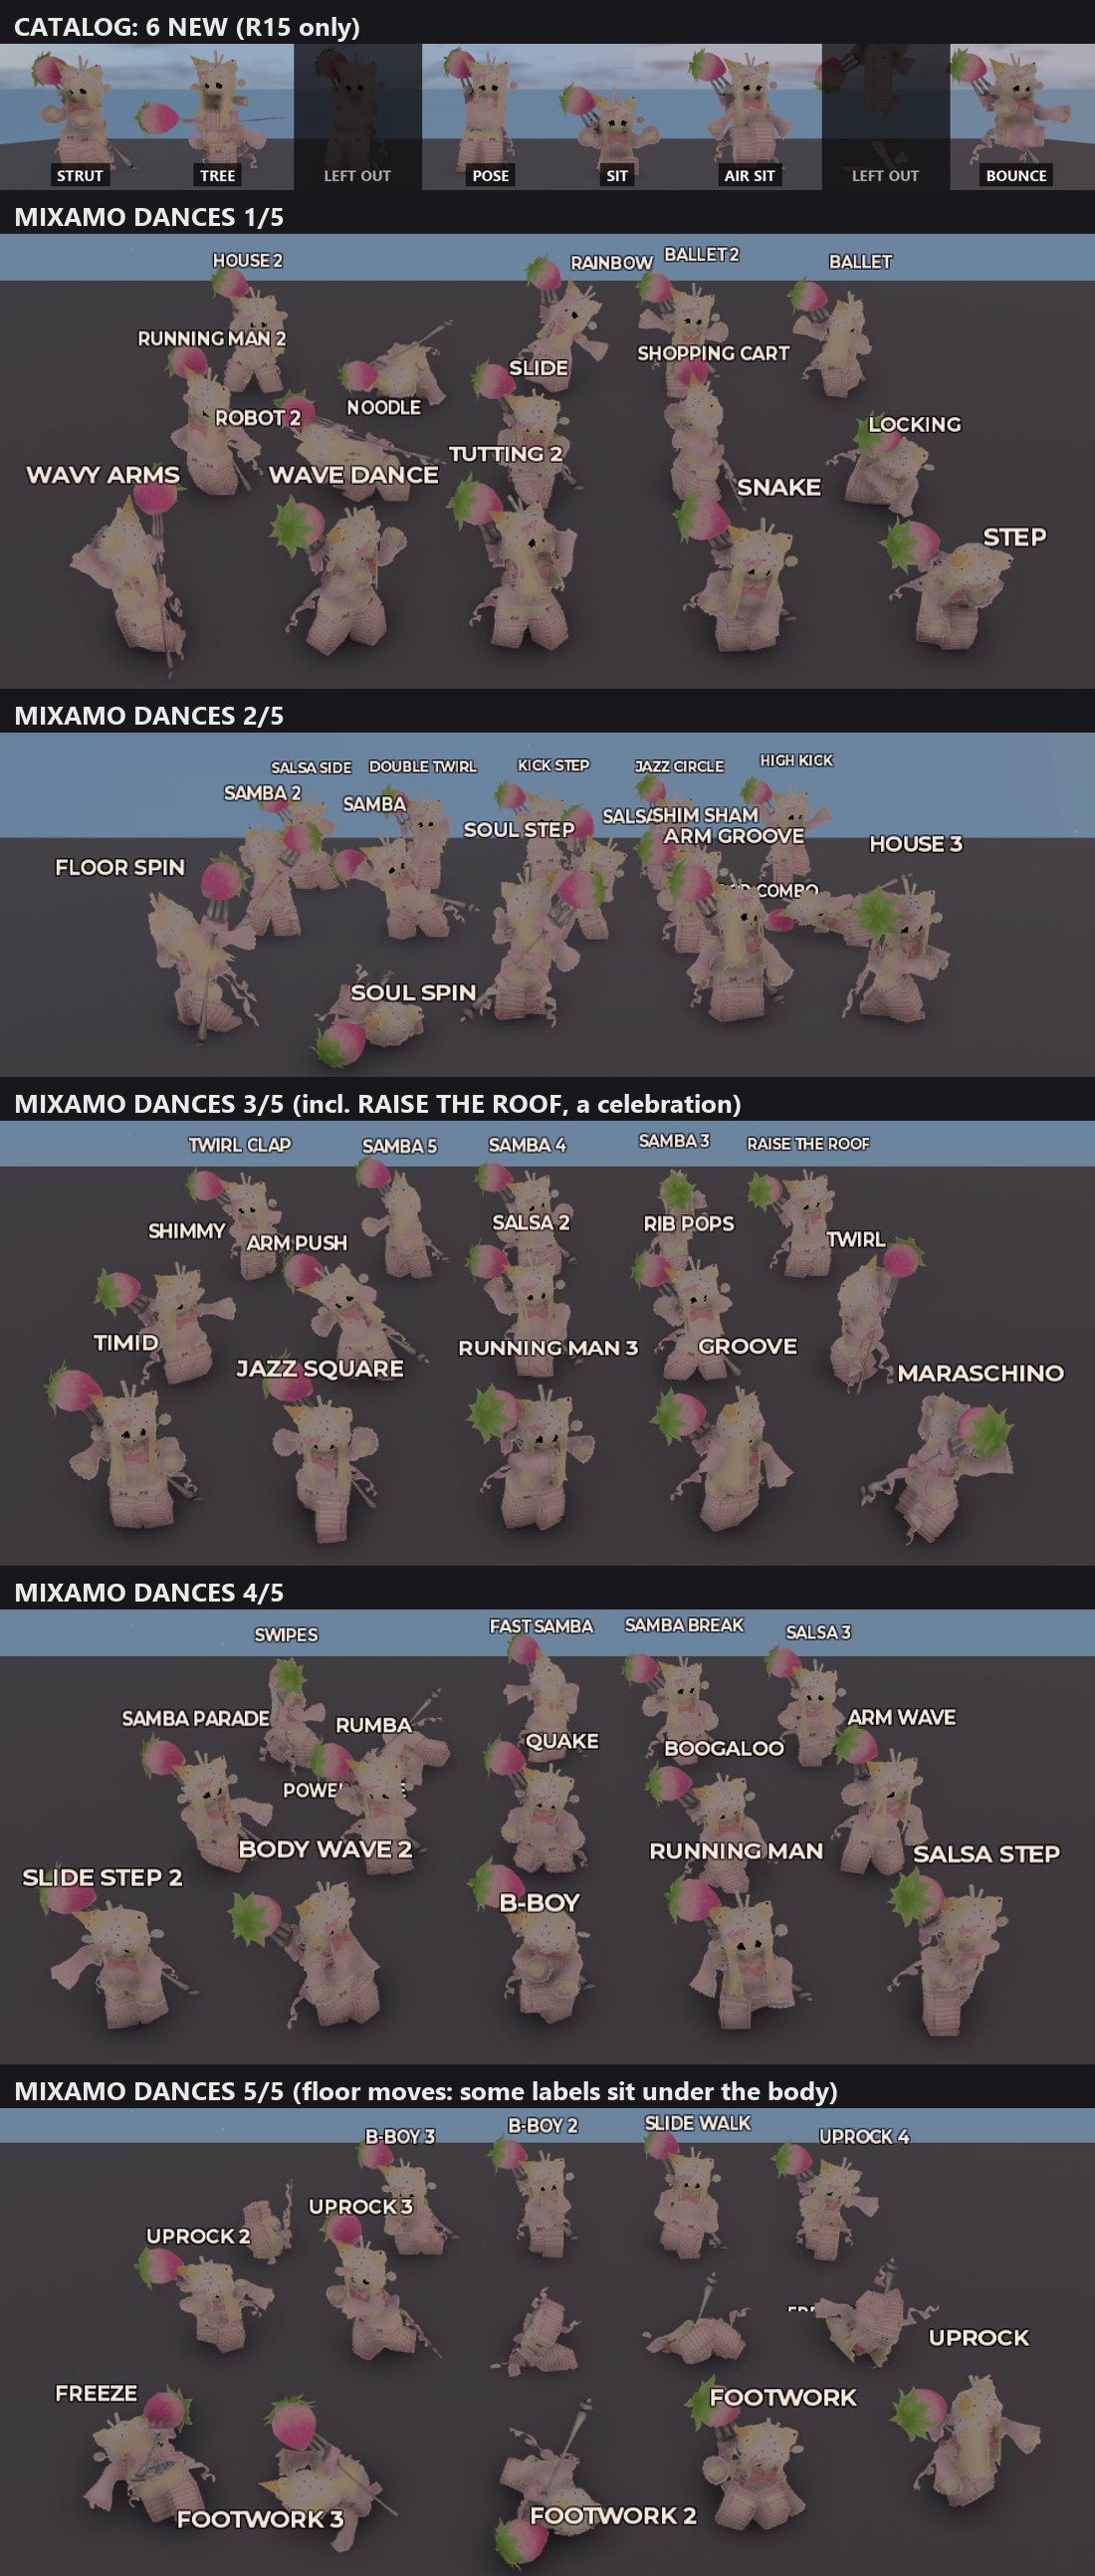 CATALOG: 6 NEW (R15 only)
STRUT
TREE
LEFT OUT
POSE
SIT
AIR SIT
LEFT OUT
BOUNCE
MIXAMO DANCES 1/5
HOUSE 2
RAINBOW
BALLET 2
BALLET
RUNNING MAN 2
SHOPPING CART
SLIDE
NOODLE
ROBOT 2
LOCKING
TUTTING 2
WAVY ARMS
WAVE DANCE
SNAKE
STEP
MIXAMO DANCES 2/5
SALSA SIDE
DOUBLE TWIRL
KICK STEP
JAZZ CIRCLE
HIGH KICK
SAMBA 2
SAMBA
SALSA
SHIM SHAM
SOUL STEP
ARM GROOVE
HOUSE 3
FLOOR SPIN
COMBO
SOUL SPIN
MIXAMO DANCES 3/5 (incl. RAISE THE ROOF, a celebration)
TWIRL CLAP
SAMBA 5
SAMBA 4
SAMBA 3
RAISE THE ROOF
SHIMMY
ARM PUSH
SALSA 2
RIB POPS
TWIRL
TIMID
JAZZ SQUARE
RUNNING MAN 3
GROOVE
MARASCHINO
MIXAMO DANCES 4/5
SWIPES
FAST SAMBA
SAMBA BREAK
SALSA 3
SAMBA PARADE
RUMBA
QUAKE
BOOGALOO
ARM WAVE
BODY WAVE 2
RUNNING MAN
SALSA STEP
SLIDE STEP 2
B-BOY
MIXAMO DANCES 5/5 (floor moves: some labels sit under the body)
B-BOY 3
B-BOY 2
SLIDE WALK
UPROCK 4
UPROCK 3
UPROCK 2
UPROCK
FREEZE
FOOTWORK
FOOTWORK 3
FOOTWORK 2